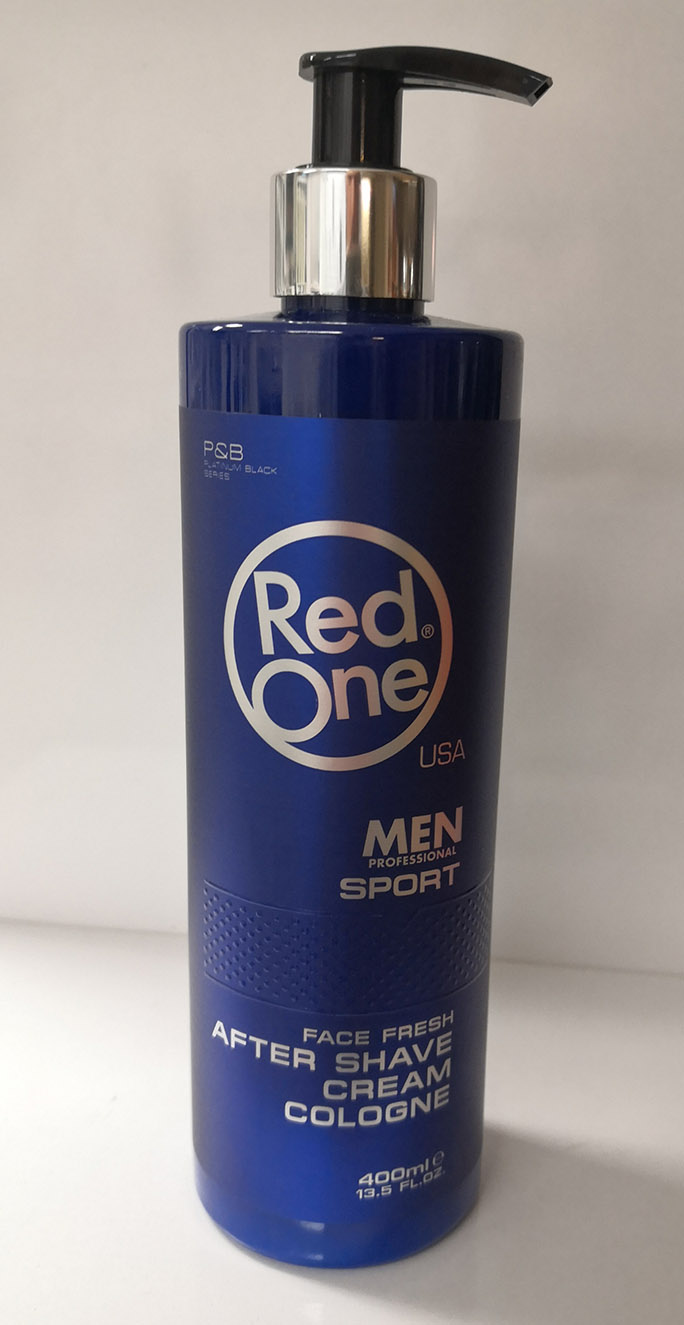 P&B
PLATINUM BLACK
SERIES
Red®
One
USA
MEN
PROFESSIONAL
SPORT
FACE FRESH
AFTER SHAVE
CREAM
COLOGNE
400ml ℮
13.5 FL.OZ.